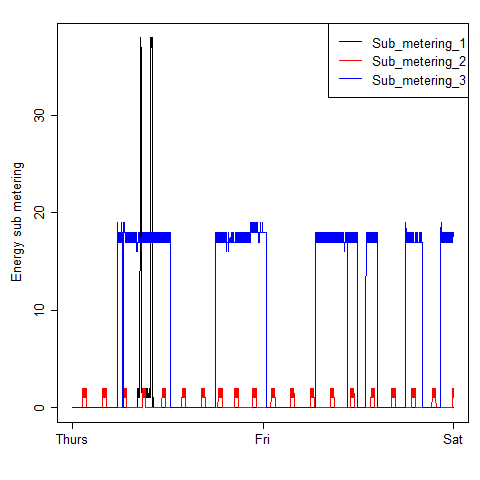 Sub_metering_1
Sub_metering_2
Sub_metering_3
Energy sub metering
30
20
10
0
Thurs Fri Sat